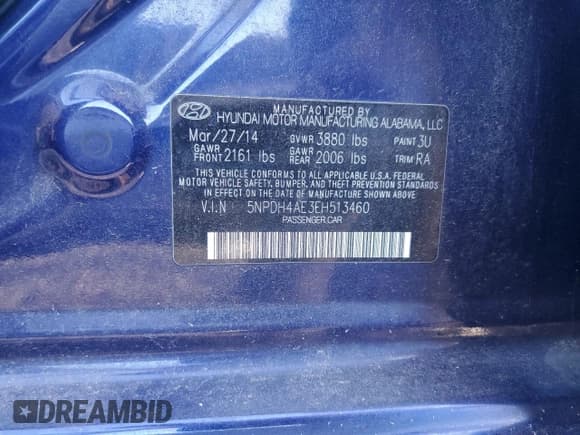 MANUFACTURED BY
HYUNDAI MOTOR MANUFACTURING ALABAMA, LLC
Mar/27/14 GVWR 3880 lbs PAINT 3U
GAWR FRONT 2161 lbs GAWR REAR 2006 lbs TRIM RA
THIS VEHICLE CONFORMS TO ALL APPLICABLE U.S.A. FEDERAL
MOTOR VEHICLE SAFETY, BUMPER, AND THEFT PREVENTION STANDARDS
IN EFFECT ON THE DATE OF MANUFACTURE SHOWN ABOVE
V.I.N 5NPDH4AE3EH513460
PASSENGER CAR
DREAMBID